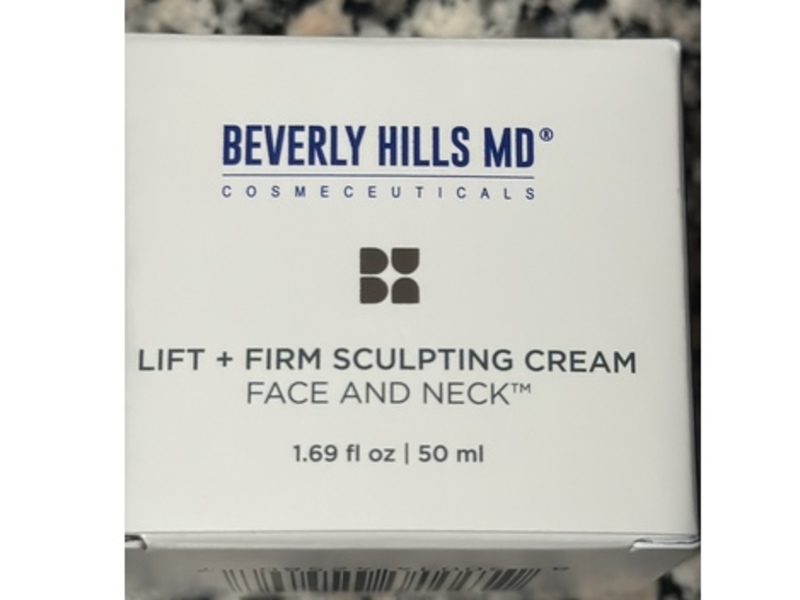 BEVERLY HILLS MD®
COSMECEUTICALS
LIFT + FIRM SCULPTING CREAM
FACE AND NECK™
1.69 fl oz | 50 ml